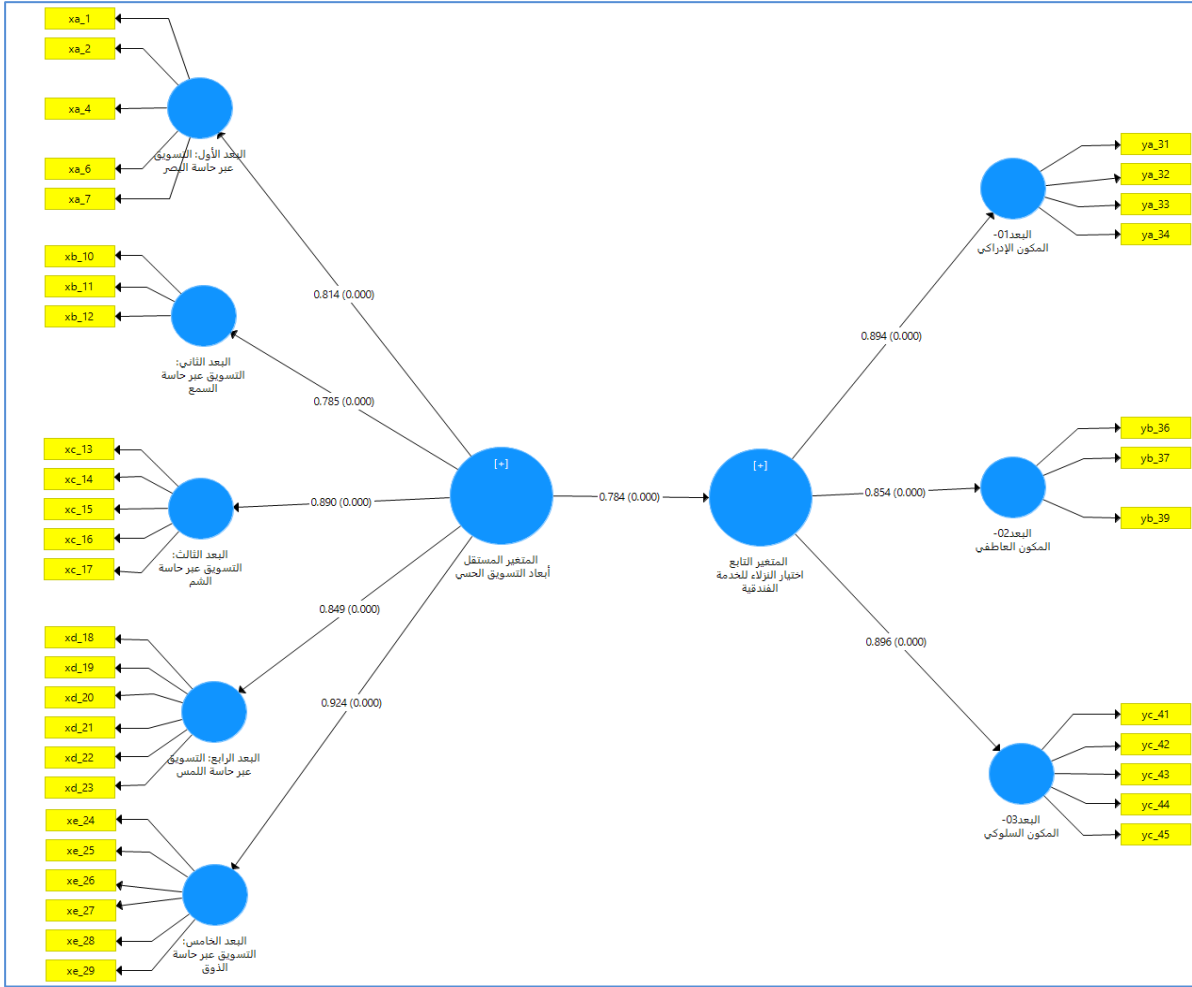 xa_1
xa_2
xa_4
xa_6
xa_7
البعد الأول: التسويق
عبر حاسة البصر
xb_10
xb_11
xb_12
البعد الثاني:
التسويق عبر حاسة
السمع
xc_13
xc_14
xc_15
xc_16
xc_17
البعد الثالث:
التسويق عبر حاسة
الشم
xd_18
xd_19
xd_20
xd_21
xd_22
xd_23
البعد الرابع: التسويق
عبر حاسة اللمس
xe_24
xe_25
xe_26
xe_27
xe_28
xe_29
البعد الخامس:
التسويق عبر حاسة
الذوق
0.814 (0.000)
0.785 (0.000)
0.890 (0.000)
0.849 (0.000)
0.924 (0.000)
[+]
المتغير المستقل
أبعاد التسويق الحسي
0.784 (0.000)
[+]
المتغير التابع
اختيار النزلاء للخدمة
الفندقية
0.894 (0.000)
0.854 (0.000)
0.896 (0.000)
البعد01-
المكون الإدراكي
ya_31
ya_32
ya_33
ya_34
البعد02-
المكون العاطفي
yb_36
yb_37
yb_39
البعد03-
المكون السلوكي
yc_41
yc_42
yc_43
yc_44
yc_45